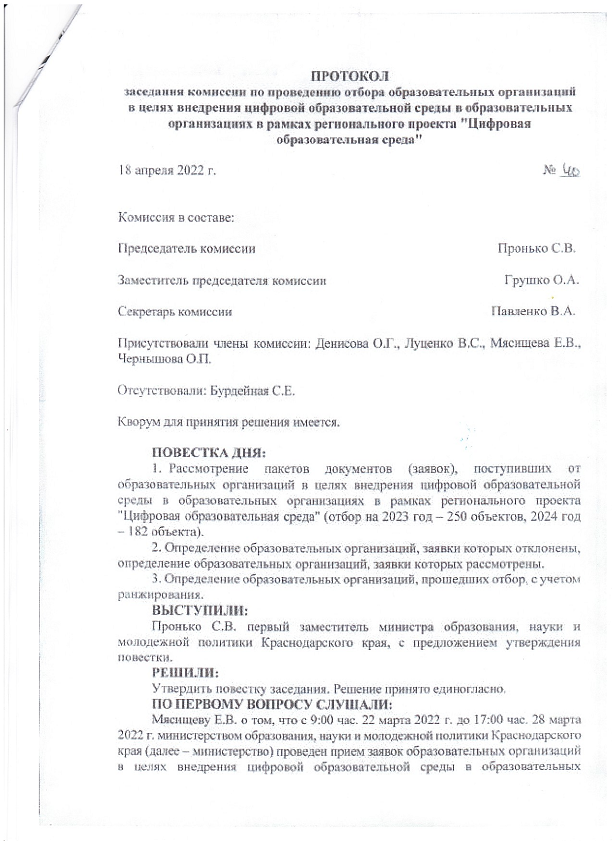 ПРОТОКОЛ
заседания комиссии по проведению отбора образовательных организаций
в целях внедрения цифровой образовательной среды в образовательных
организациях в рамках регионального проекта "Цифровая
образовательная среда"
18 апреля 2022 г. № 40
Комиссия в составе:
Председатель комиссии Пронько С.В.
Заместитель председателя комиссии Грушко О.А.
Секретарь комиссии Павленко В.А.
Присутствовали члены комиссии: Денисова О.Г., Луценко В.С., Мясищева Е.В.,
Чернышова О.П.
Отсутствовали: Бурдейная С.Е.
Кворум для принятия решения имеется.
ПОВЕСТКА ДНЯ:
1. Рассмотрение пакетов документов (заявок), поступивших от
образовательных организаций в целях внедрения цифровой образовательной
среды в образовательных организациях в рамках регионального проекта
"Цифровая образовательная среда" (отбор на 2023 год – 250 объектов, 2024 год
– 182 объекта).
2. Определение образовательных организаций, заявки которых отклонены,
определение образовательных организаций, заявки которых рассмотрены.
3. Определение образовательных организаций, прошедших отбор, с учетом
ранжирования.
ВЫСТУПИЛИ:
Пронько С.В. первый заместитель министра образования, науки и
молодежной политики Краснодарского края, с предложением утверждения
повестки.
РЕШИЛИ:
Утвердить повестку заседания. Решение принято единогласно.
ПО ПЕРВОМУ ВОПРОСУ СЛУШАЛИ:
Мясищеву Е.В. о том, что с 9:00 час. 22 марта 2022 г. до 17:00 час. 28 марта
2022 г. министерством образования, науки и молодежной политики Краснодарского
края (далее – министерство) проведен прием заявок образовательных организаций
в целях внедрения цифровой образовательной среды в образовательных